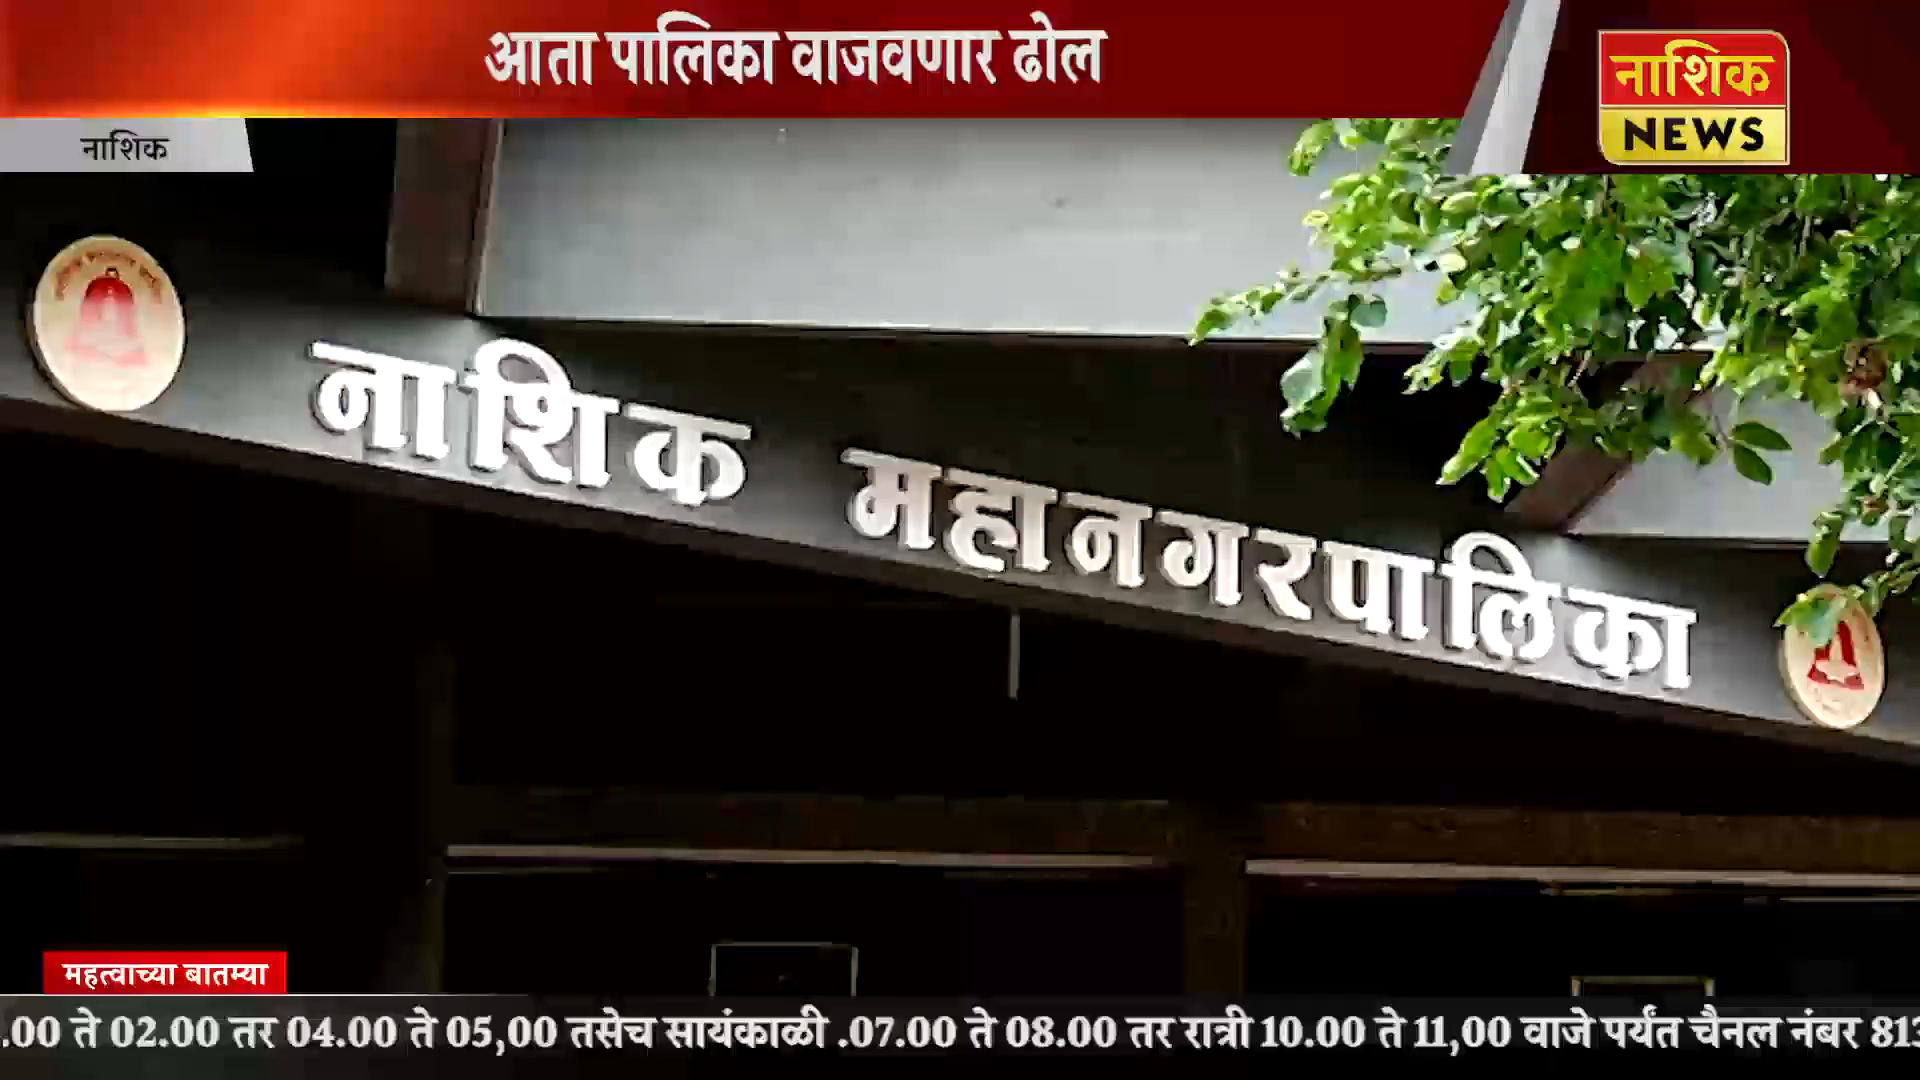 आता पालिका वाजवणार ढोल
नाशिक
NEWS
नाशिक
नाशिक महानगरपालिका
महत्वाच्या बातम्या
.00 ते 02.00 तर 04.00 ते 05,00 तसेच सायंकाळी .07.00 ते 08.00 तर रात्री 10.00 ते 11,00 वाजे पर्यंत चैनल नंबर 813